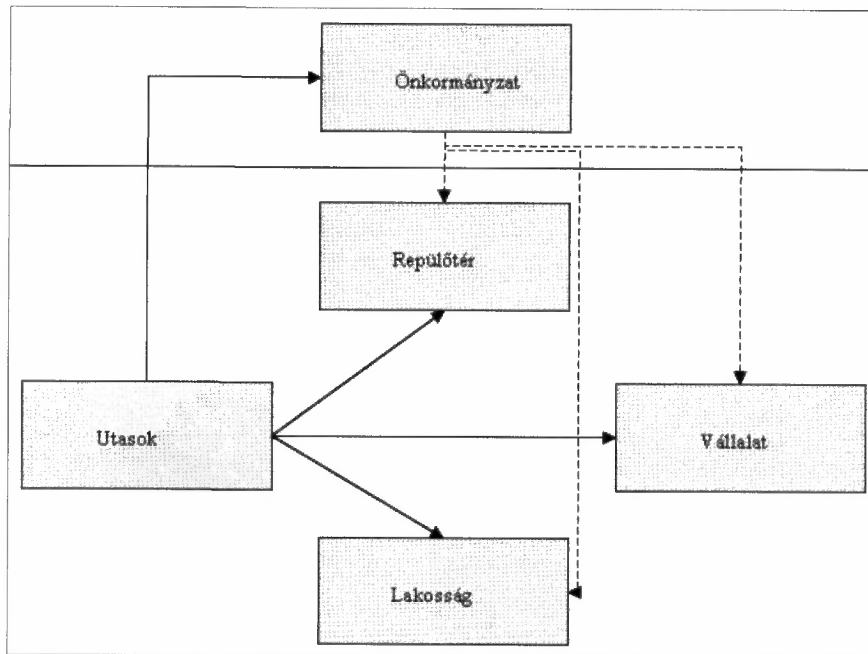 Önkormányzat
Repülőtér
Utasok
Vállalat
Lakosság